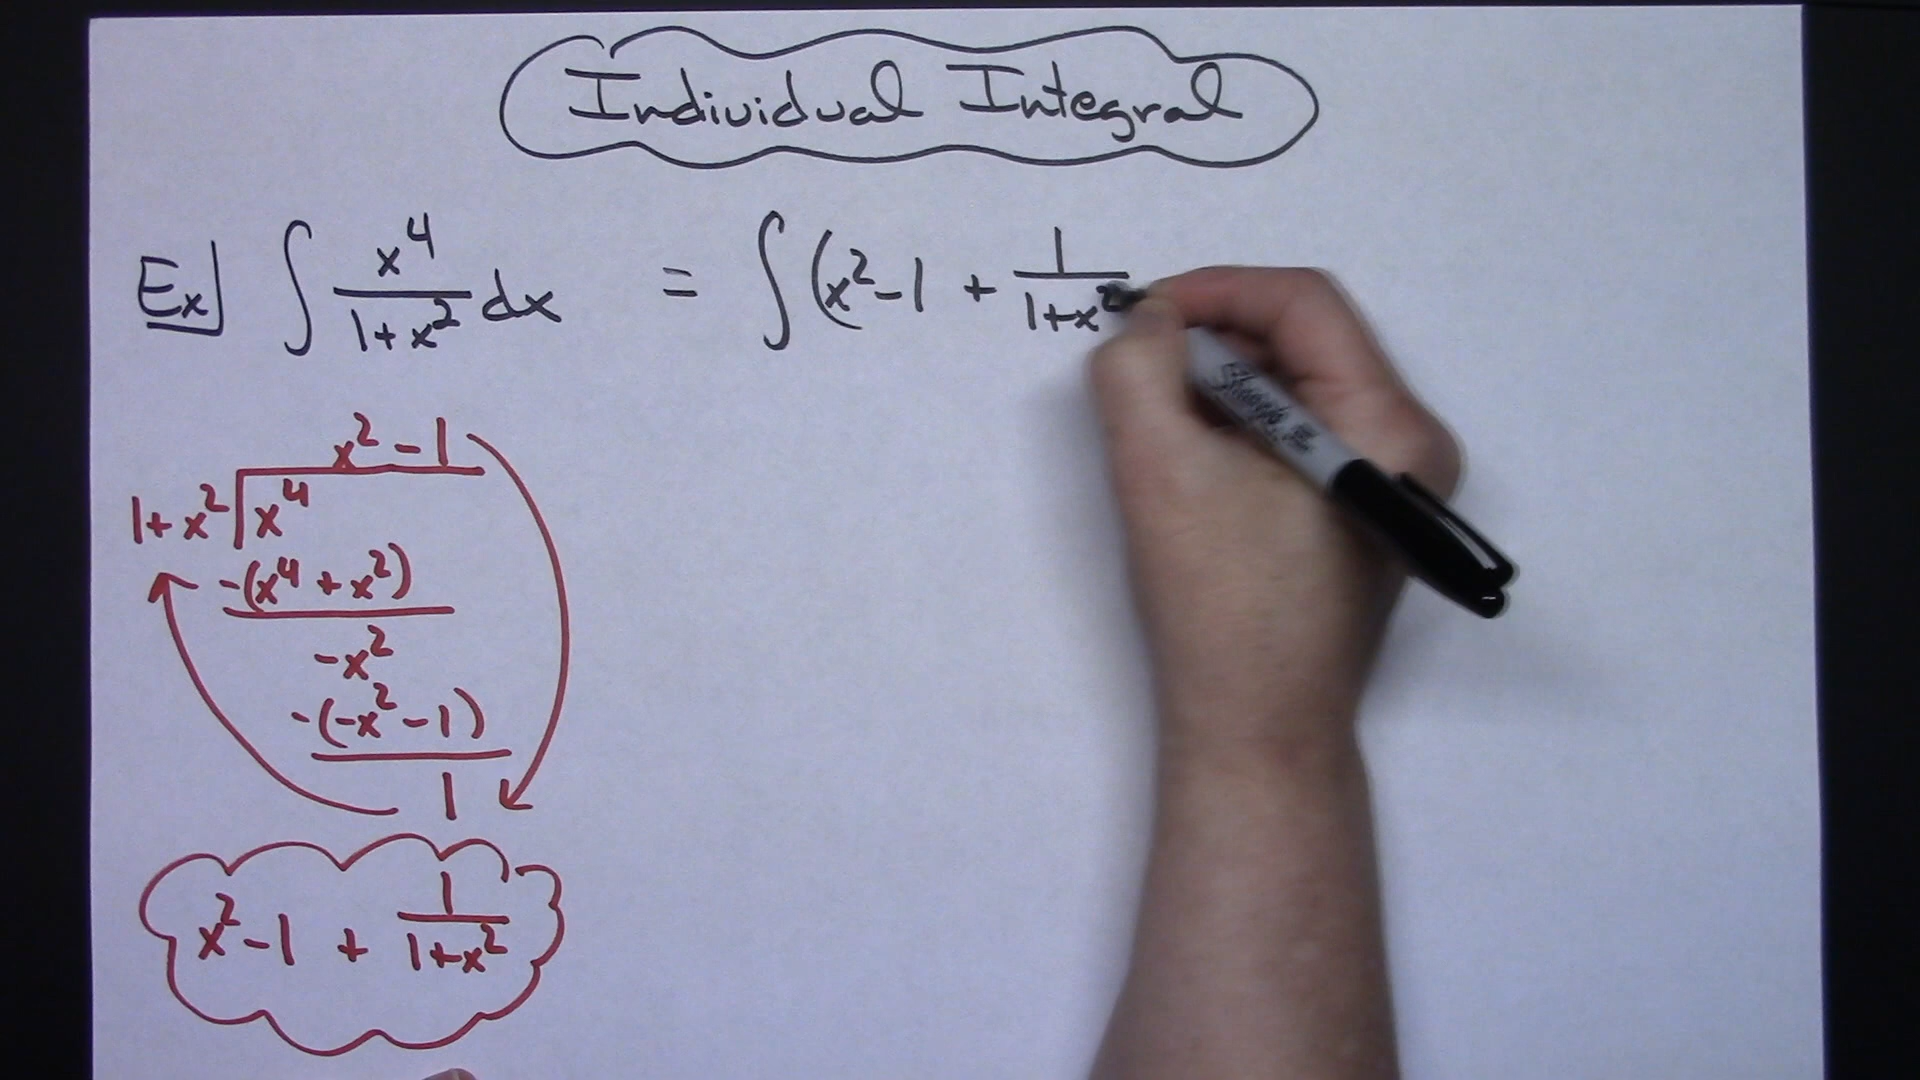 Individual Integral
Ex] ∫ x⁴/(1+x²) dx = ∫ (x²-1 + 1/(1+x²)
x² - 1
1+x² √x⁴
-(x⁴ + x²)
-x²
-(-x² - 1)
1
x²-1 + 1/(1+x²)
Sharpie